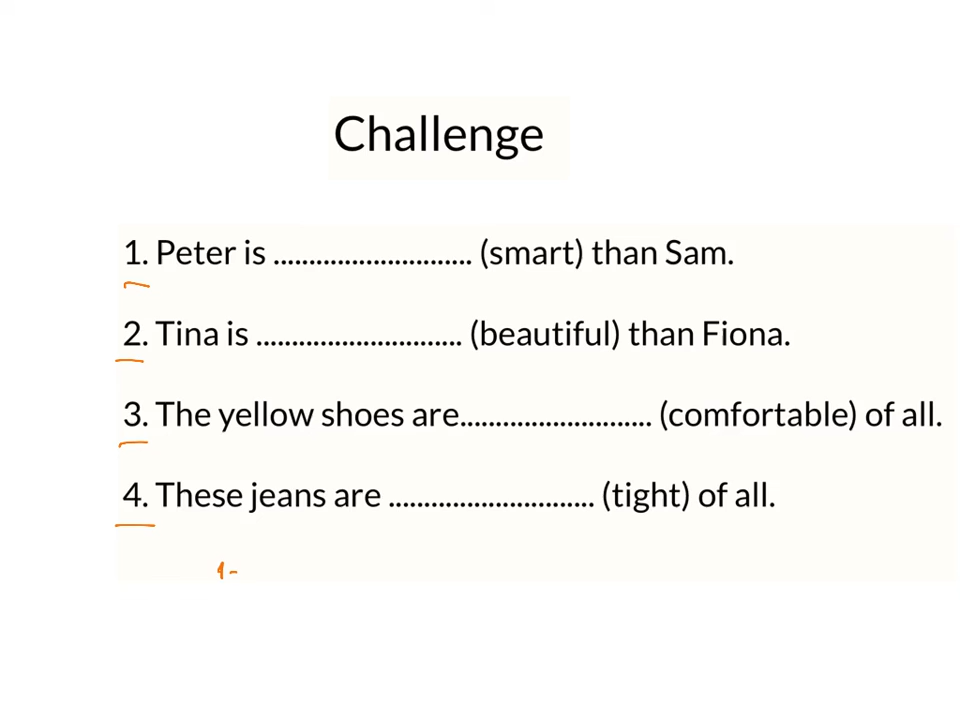 Challenge
1. Peter is ............................ (smart) than Sam.
2. Tina is ............................. (beautiful) than Fiona.
3. The yellow shoes are........................... (comfortable) of all.
4. These jeans are ............................. (tight) of all.